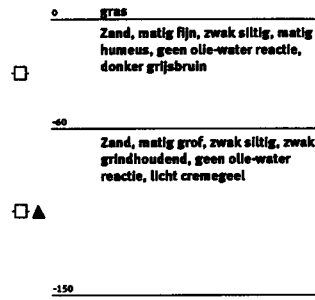 0 gras
Zand, matig fijn, zwak siltig, matig
humeus, geen olie-water reactie,
donker grijsbruin
-60
Zand, matig grof, zwak siltig, zwak
grindhoudend, geen olie-water
reactie, licht cremegeel
-150